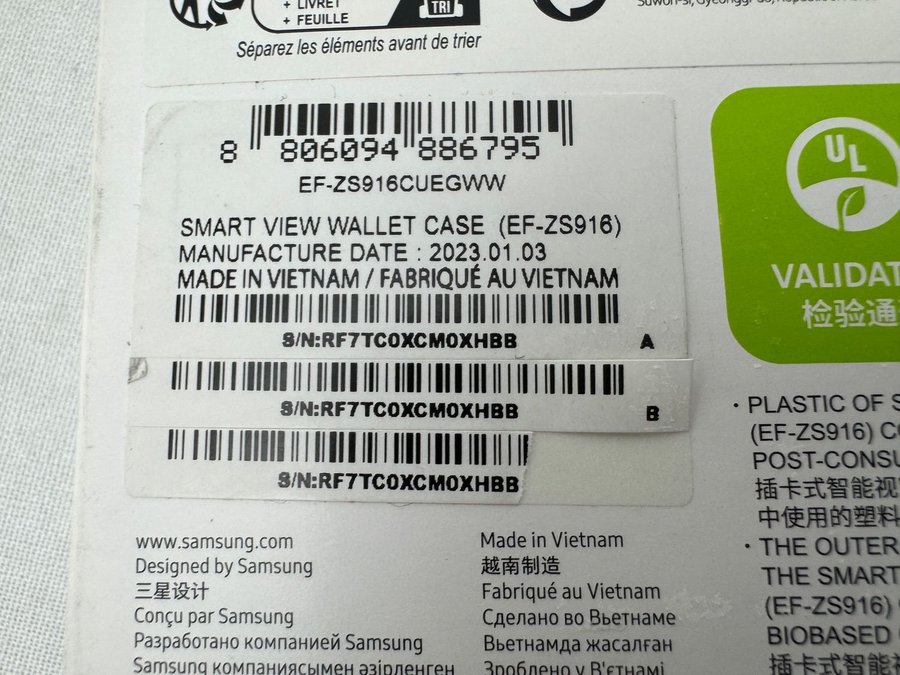 + LIVRET
+ FEUILLE
TRI
Séparez les éléments avant de trier
8 806094 886795
EF-ZS916CUEGWW
SMART VIEW WALLET CASE (EF-ZS916)
MANUFACTURE DATE : 2023.01.03
MADE IN VIETNAM / FABRIQUÉ AU VIETNAM
S/N:RF7TC0XCM0XHBB
A
S/N:RF7TC0XCM0XHBB
B
S/N:RF7TC0XCM0XHBB
www.samsung.com
Designed by Samsung
三星设计
Conçu par Samsung
Разработано компанией Samsung
Samsung компаниясымен әзірленген
Made in Vietnam
越南制造
Fabriqué au Vietnam
Сделано во Вьетнаме
Вьетнамда жасалған
Зроблено у В'єтнамі
UL
VALIDAT
检验通
PLASTIC OF S
(EF-ZS916) C
POST-CONSU
插卡式智能视
中使用的塑料
THE OUTER
THE SMART
(EF-ZS916)
BIOBASED
插卡式智能